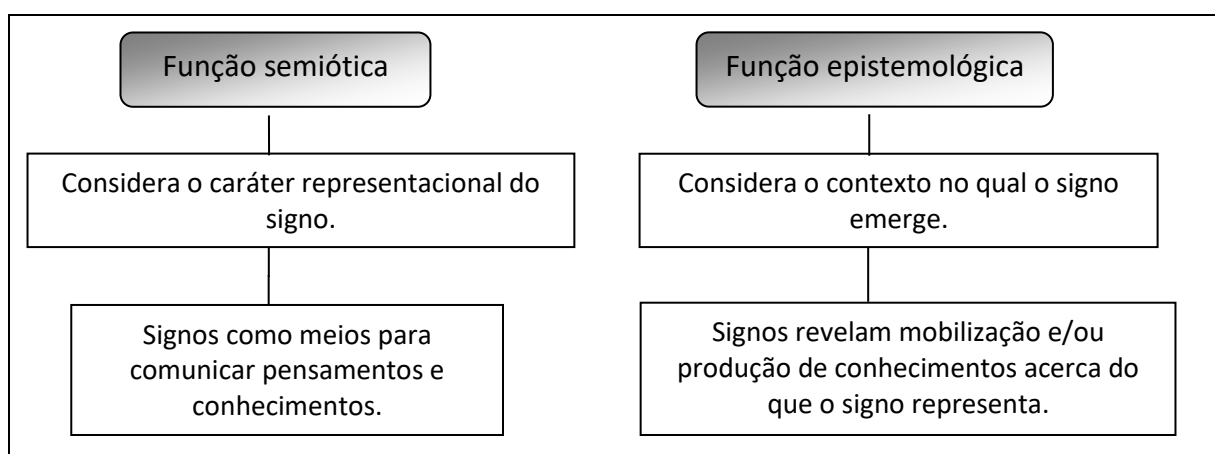 Função semiótica
Considera o caráter representacional do
signo.
Signos como meios para
comunicar pensamentos e
conhecimentos.
Função epistemológica
Considera o contexto no qual o signo
emerge.
Signos revelam mobilização e/ou
produção de conhecimentos acerca do
que o signo representa.